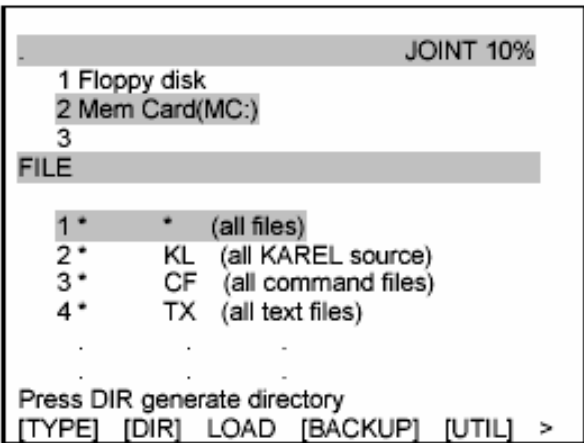 . JOINT 10%
1 Floppy disk
2 Mem Card(MC:)
3
FILE
1 * * (all files)
2 * KL (all KAREL source)
3 * CF (all command files)
4 * TX (all text files)
. . .
. . .
Press DIR generate directory
[TYPE] [DIR] LOAD [BACKUP] [UTIL] >